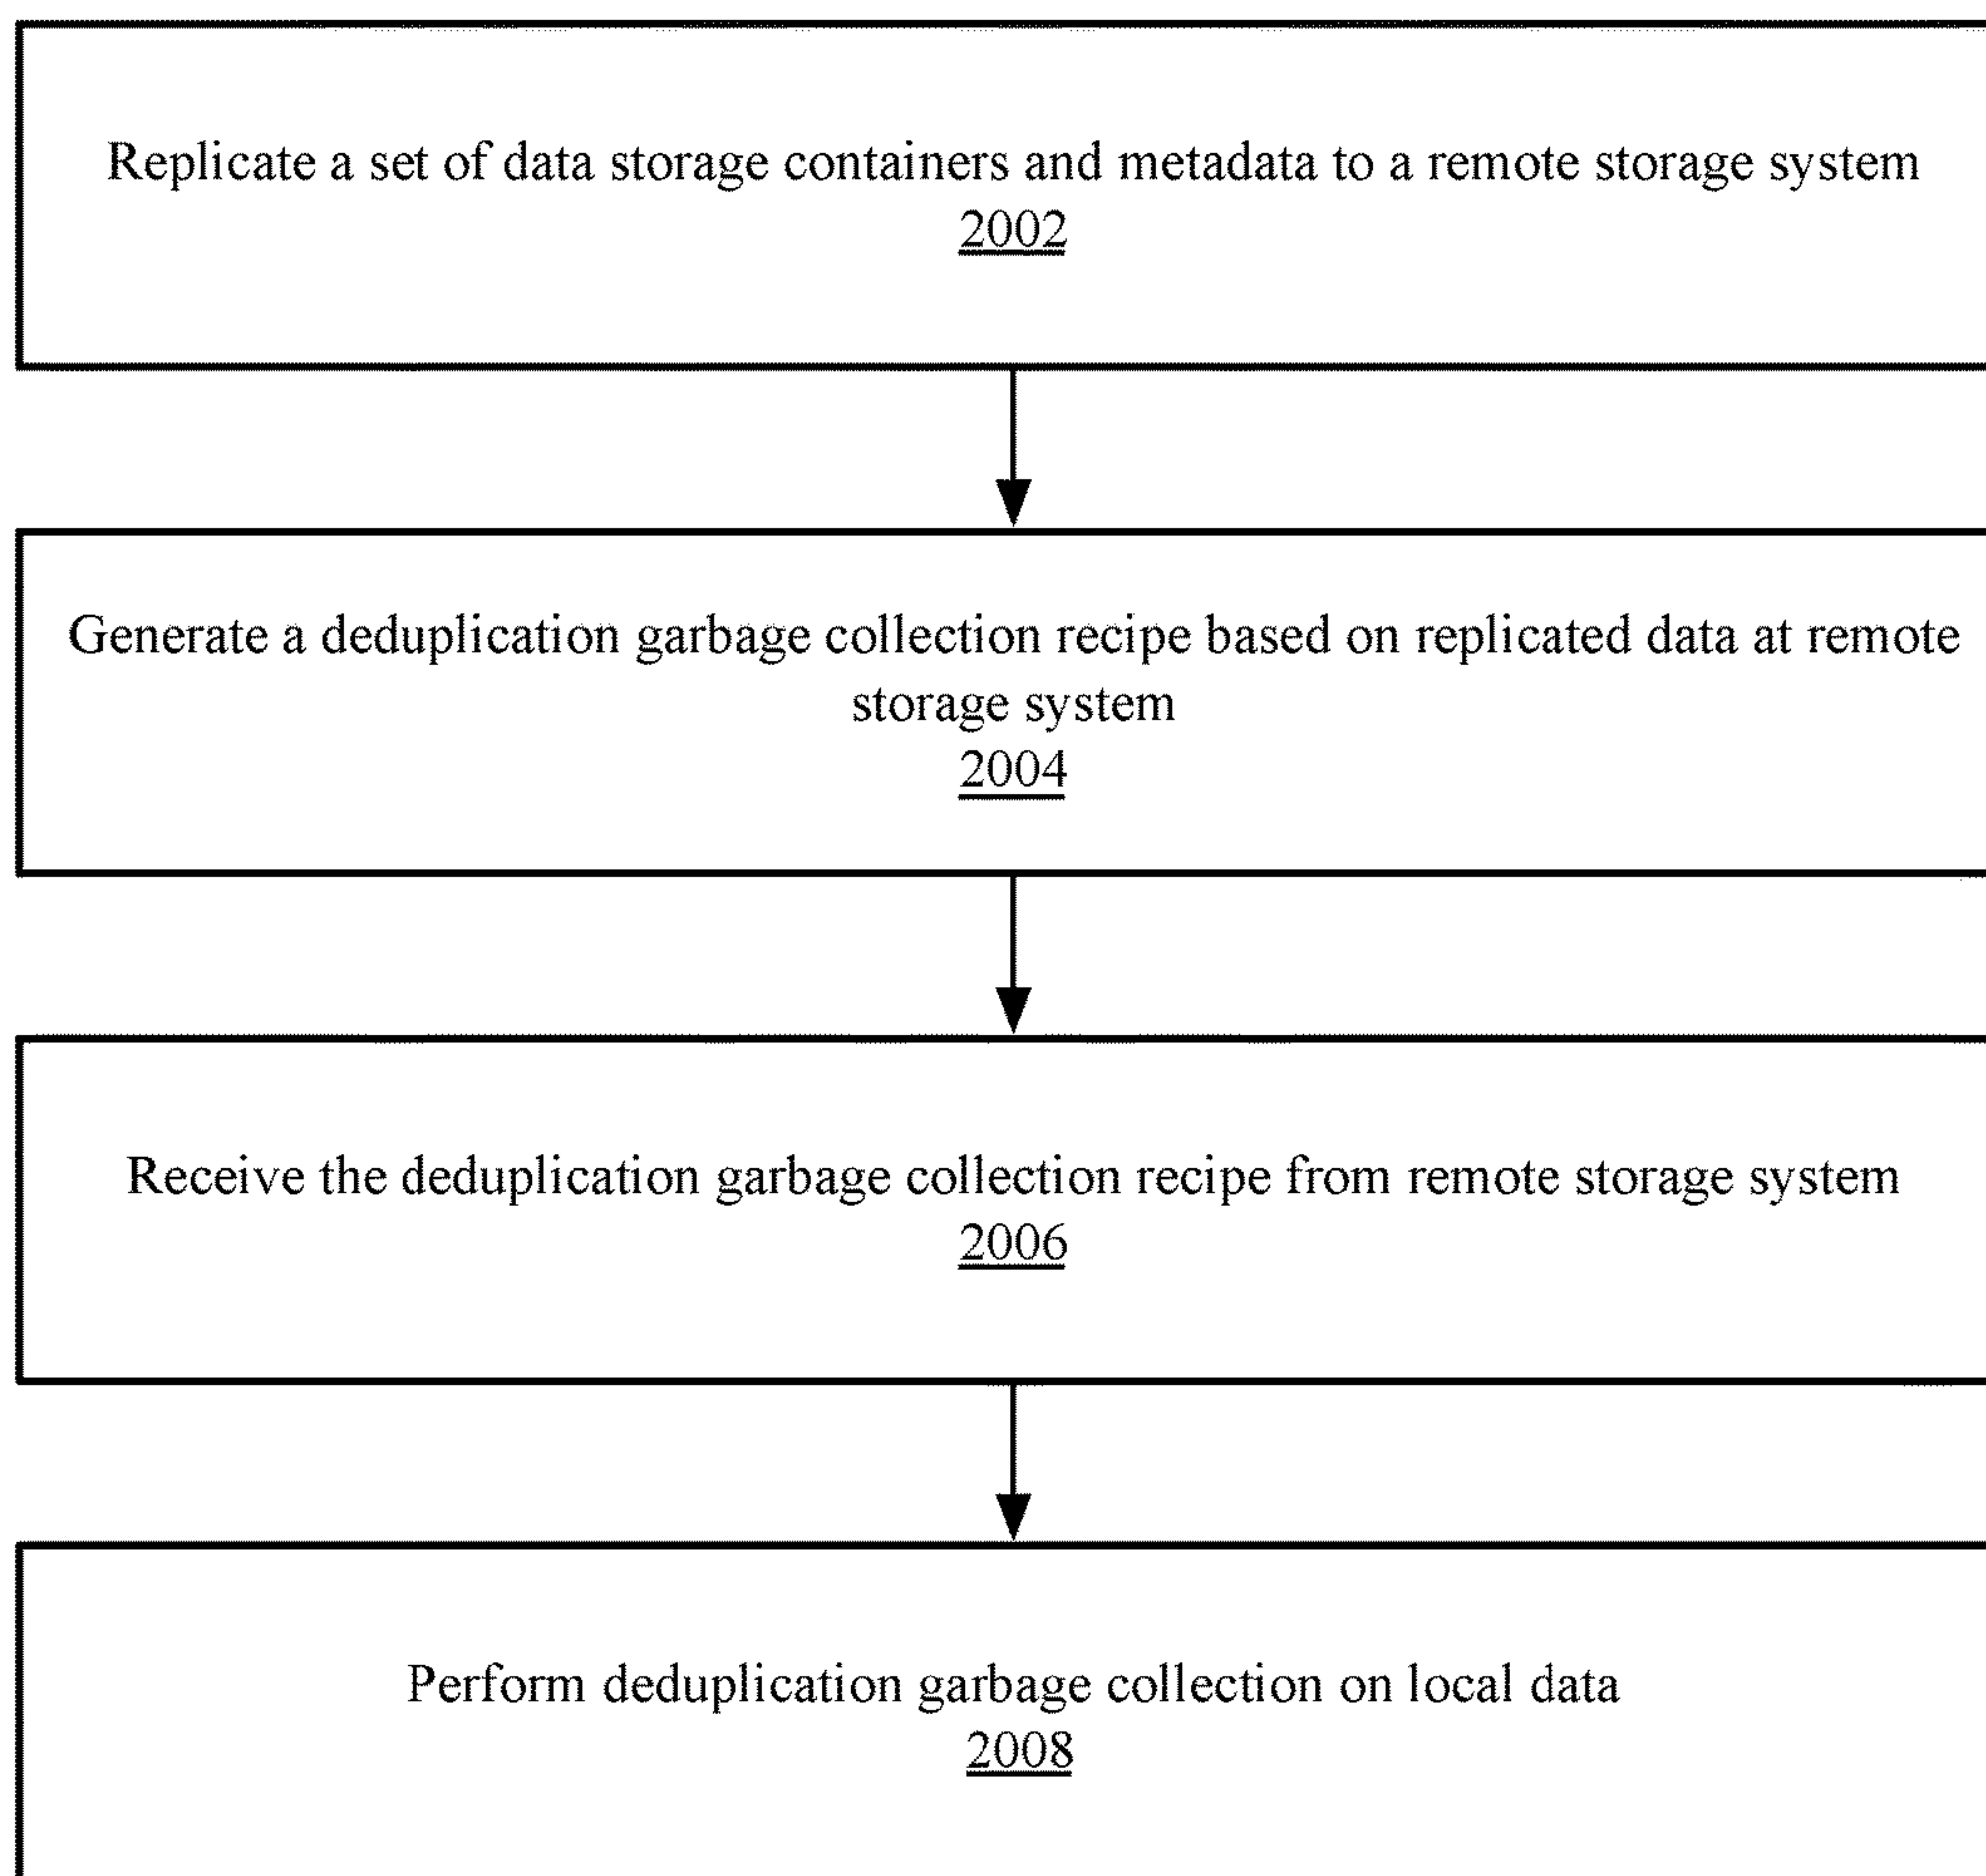 Replicate a set of data storage containers and metadata to a remote storage system
2002
Generate a deduplication garbage collection recipe based on replicated data at remote
storage system
2004
Receive the deduplication garbage collection recipe from remote storage system
2006
Perform deduplication garbage collection on local data
2008